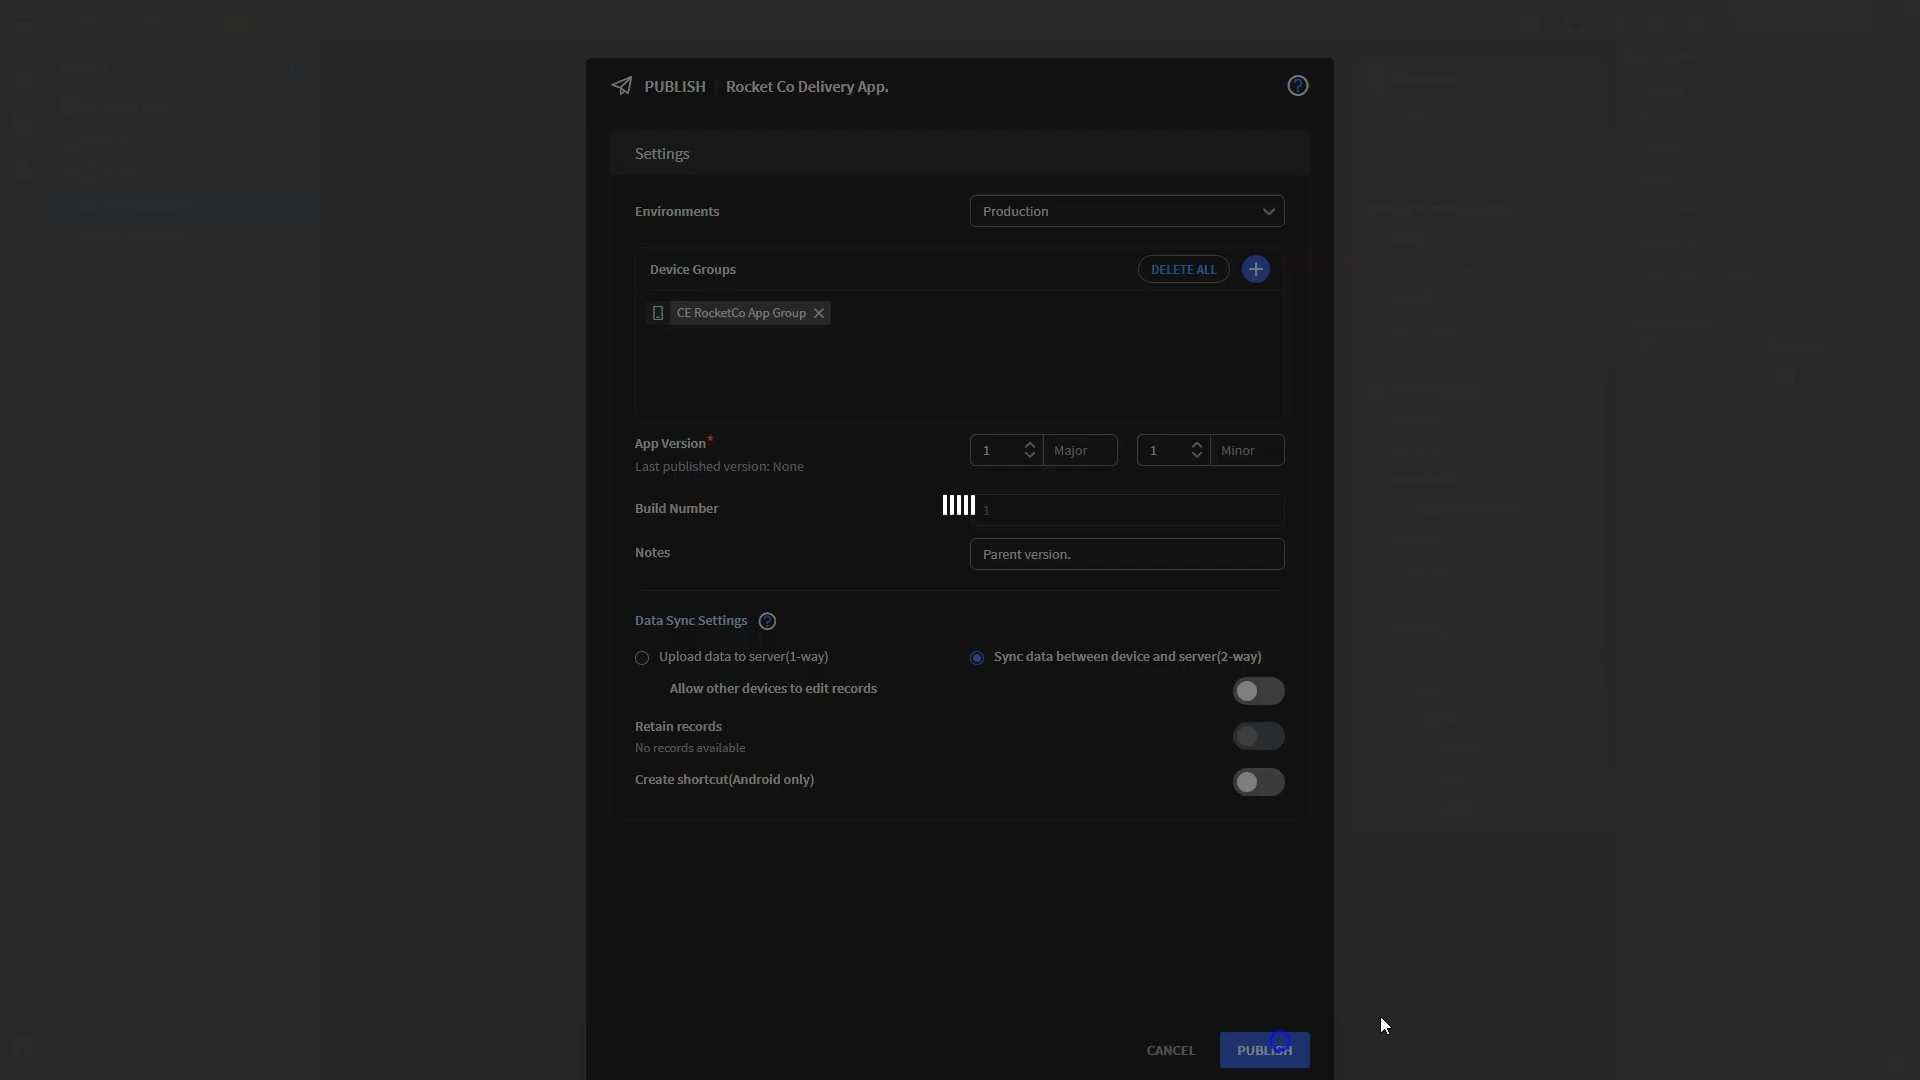 PUBLISH | Rocket Co Delivery App.
Settings
Environments
Production
Device Groups
DELETE ALL
CE RocketCo App Group
App Version*
1 Major 1 Minor
Last published version: None
Build Number
1
Notes
Parent version.
Data Sync Settings
Upload data to server(1-way)
Sync data between device and server(2-way)
Allow other devices to edit records
Retain records
No records available
Create shortcut(Android only)
CANCEL
PUBLISH